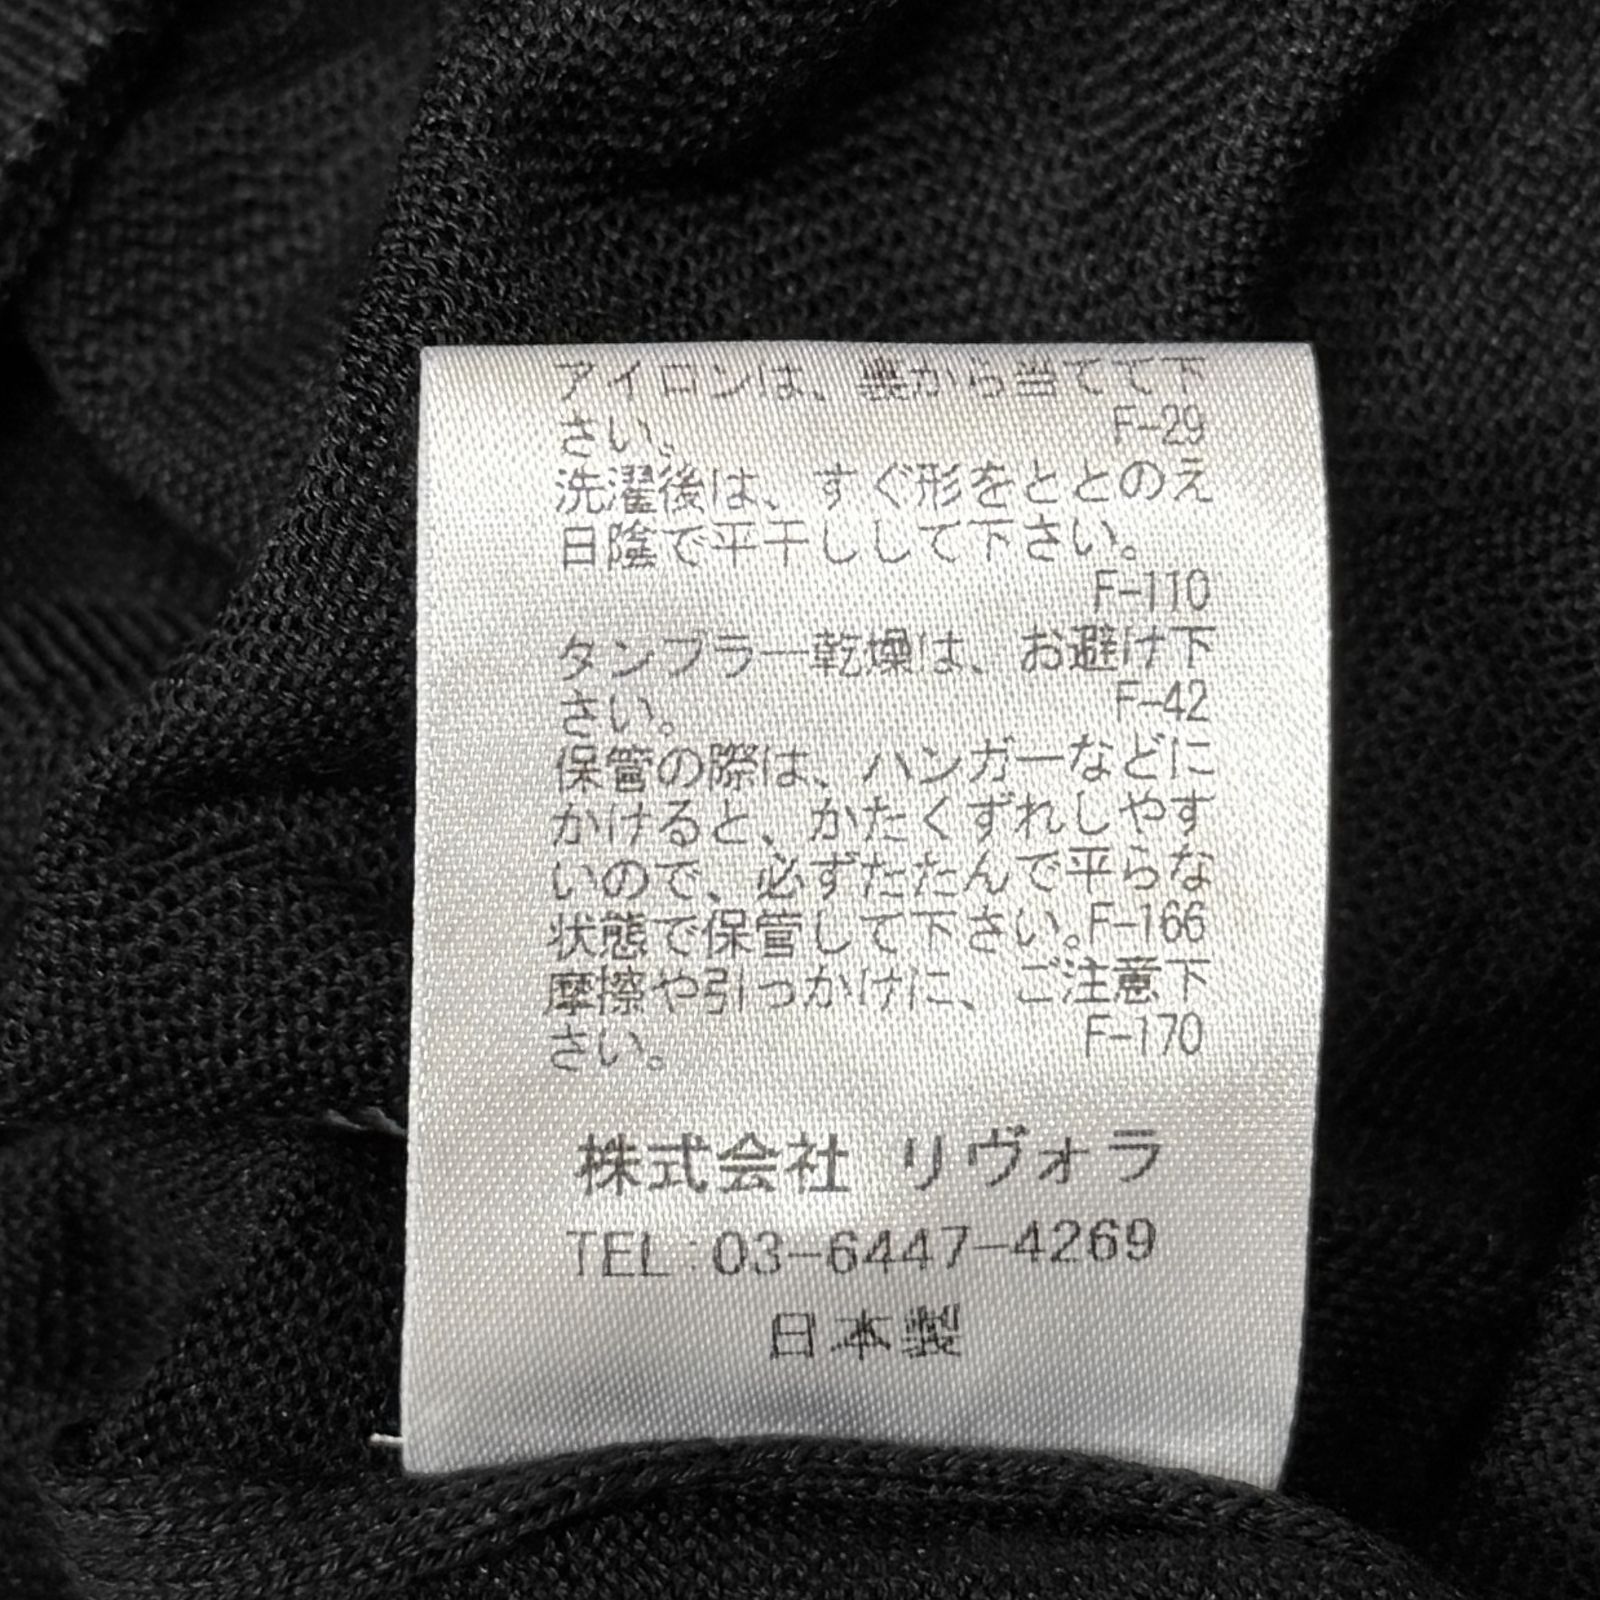 アイロンは、裏から当てて下
さい。 F-29
洗濯後は、すぐ形をととのえ
日陰で平干しして下さい。
F-110
タンブラー乾燥は、お避け下
さい。 F-42
保管の際は、ハンガーなどに
かけると、かたくずれしやす
いので、必ずたたんで平らな
状態で保管して下さい。F-166
摩擦や引っかけに、ご注意下
さい。 F-170
株式会社 リヴォラ
TEL:03-6447-4269
日本製